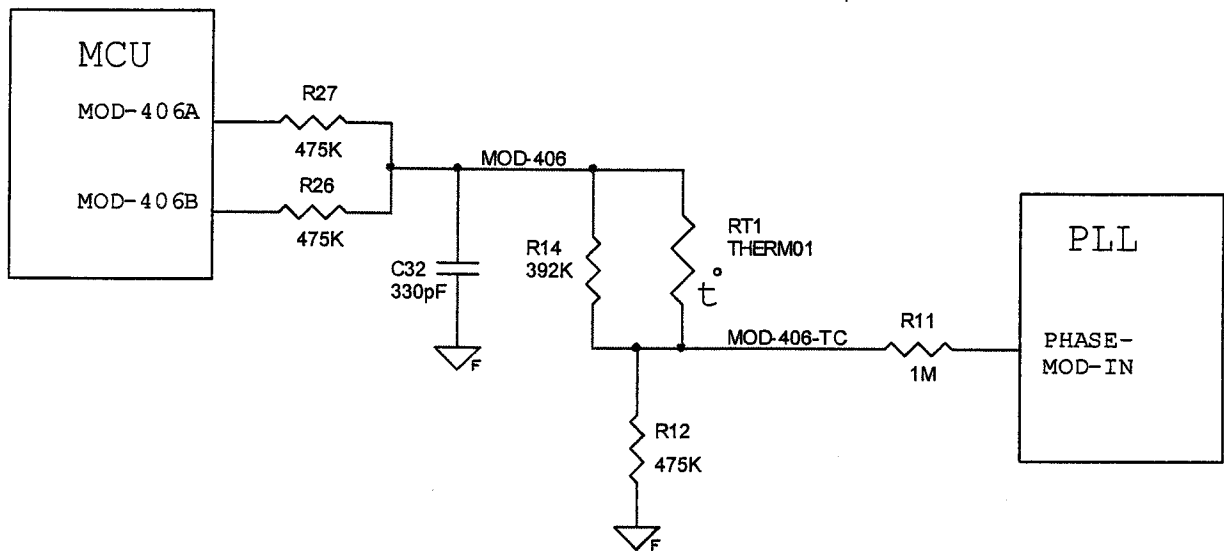 MCU
MOD-406A
R27
475K
MOD-406
R26
MOD-406B
475K
C32
330pF
F
R14
392K
RT1
THERM01
t°
MOD-406-TC
R11
1M
R12
475K
F
PLL
PHASE-
MOD-IN